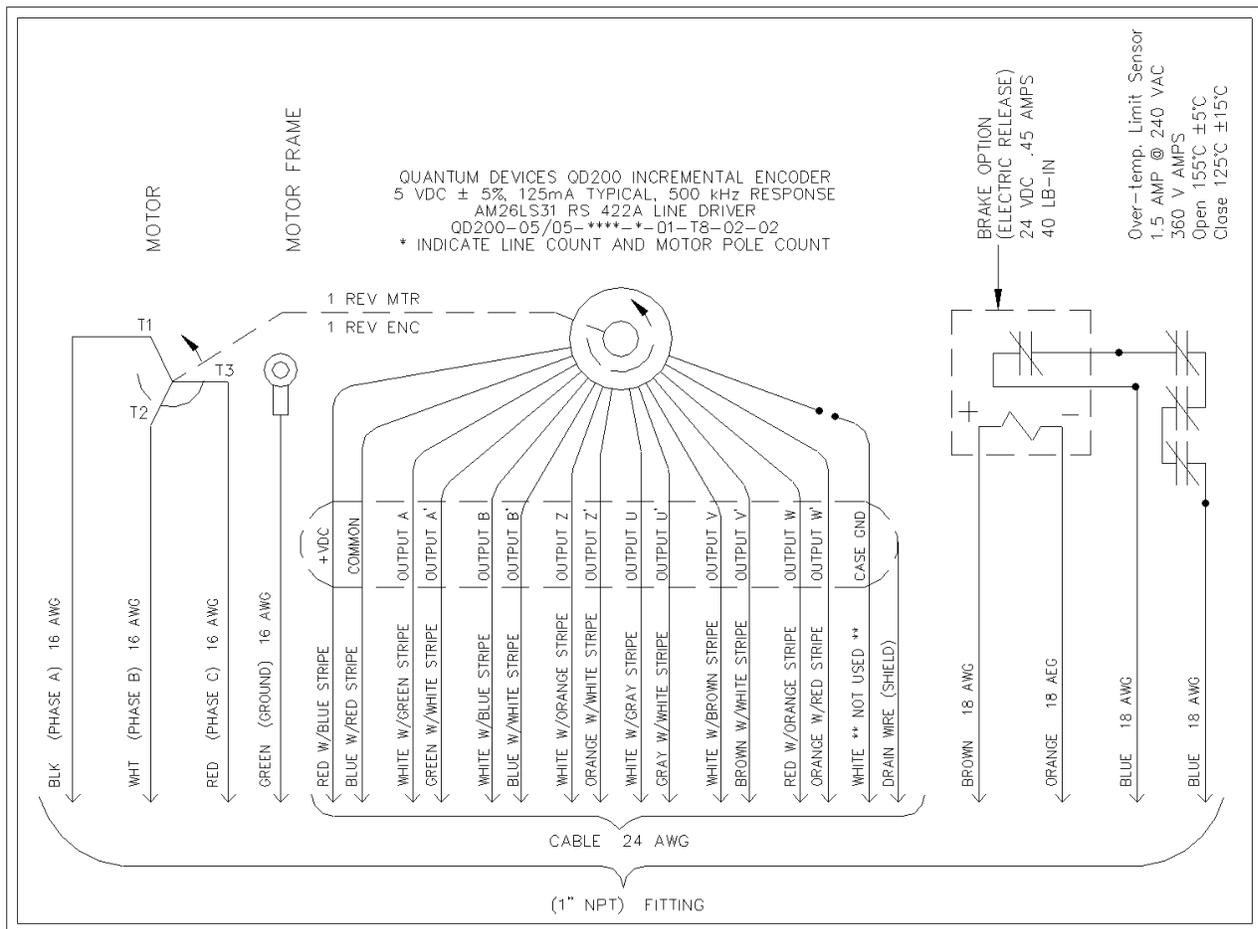 MOTOR
MOTOR FRAME
QUANTUM DEVICES QD200 INCREMENTAL ENCODER
5 VDC ± 5%, 125mA TYPICAL, 500 kHz RESPONSE
AM26LS31 RS 422A LINE DRIVER
QD200-05/05-****-*-01-T8-02-02
* INDICATE LINE COUNT AND MOTOR POLE COUNT
BRAKE OPTION
(ELECTRIC RELEASE)
24 VDC .45 AMPS
40 LB-IN
Over-temp. Limit Sensor
1.5 AMP @ 240 VAC
360 V AMPS
Open 155°C ±5°C
Close 125°C ±15°C
1 REV MTR
1 REV ENC
T1
T3
T2
+
-
+VDC
COMMON
OUTPUT A
OUTPUT A'
OUTPUT B
OUTPUT B'
OUTPUT Z
OUTPUT Z'
OUTPUT U
OUTPUT U'
OUTPUT V
OUTPUT V'
OUTPUT W
OUTPUT W'
CASE GND
BLK (PHASE A) 16 AWG
WHT (PHASE B) 16 AWG
RED (PHASE C) 16 AWG
GREEN (GROUND) 16 AWG
RED W/BLUE STRIPE
BLUE W/RED STRIPE
WHITE W/GREEN STRIPE
GREEN W/WHITE STRIPE
WHITE W/BLUE STRIPE
BLUE W/WHITE STRIPE
WHITE W/ORANGE STRIPE
ORANGE W/WHITE STRIPE
WHITE W/GRAY STRIPE
GRAY W/WHITE STRIPE
WHITE W/BROWN STRIPE
BROWN W/WHITE STRIPE
RED W/ORANGE STRIPE
ORANGE W/RED STRIPE
WHITE ** NOT USED **
DRAIN WIRE (SHIELD)
BROWN 18 AWG
ORANGE 18 AEG
BLUE 18 AWG
BLUE 18 AWG
CABLE 24 AWG
(1" NPT) FITTING